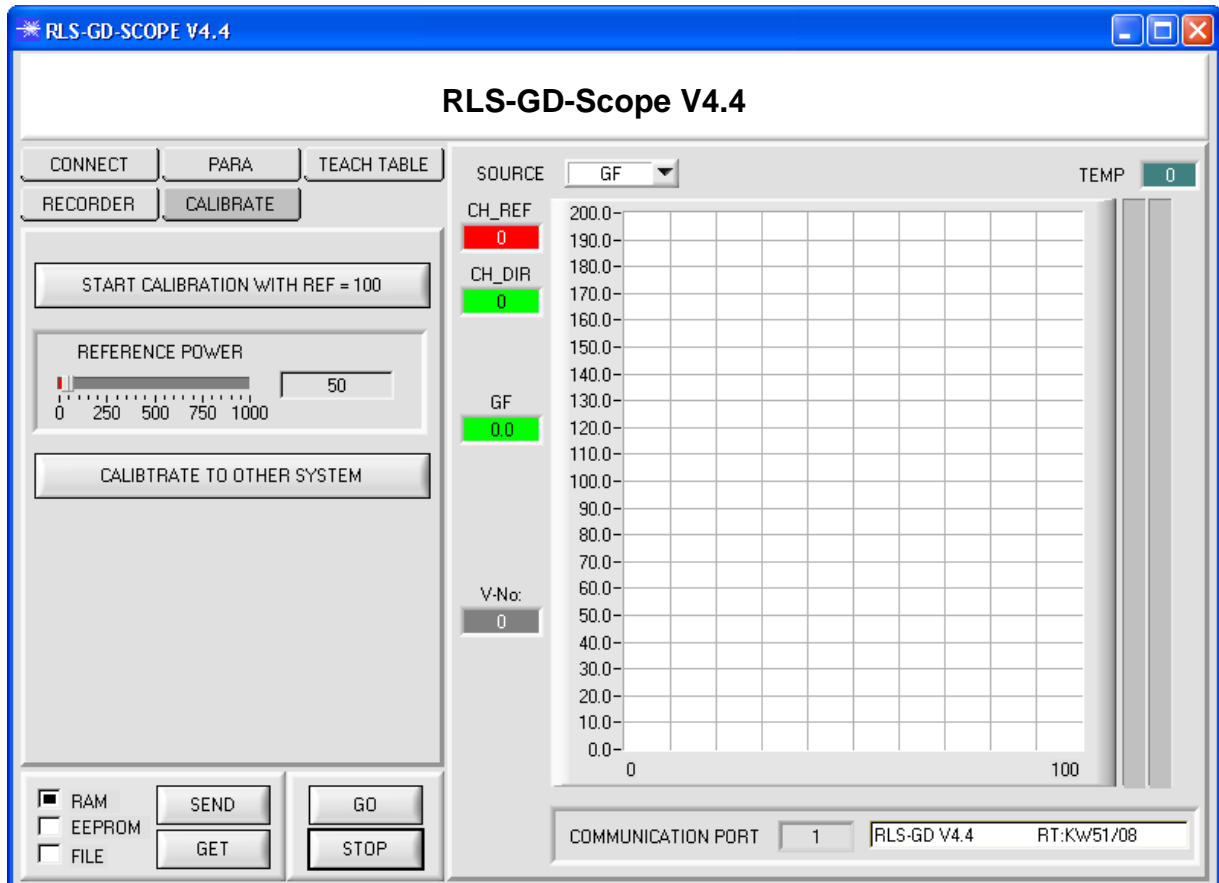 RLS-GD-SCOPE V4.4
RLS-GD-Scope V4.4
CONNECT PARA TEACH TABLE
RECORDER CALIBRATE
START CALIBRATION WITH REF = 100
REFERENCE POWER
50
0 250 500 750 1000
CALIBTRATE TO OTHER SYSTEM
RAM
EEPROM
FILE
SEND
GET
GO
STOP
SOURCE GF
TEMP 0
CH_REF
0
CH_DIR
0
GF
0.0
V-No:
0
200.0
190.0
180.0
170.0
160.0
150.0
140.0
130.0
120.0
110.0
100.0
90.0
80.0
70.0
60.0
50.0
40.0
30.0
20.0
10.0
0.0
0 100
COMMUNICATION PORT 1 RLS-GD V4.4 RT:KW51/08